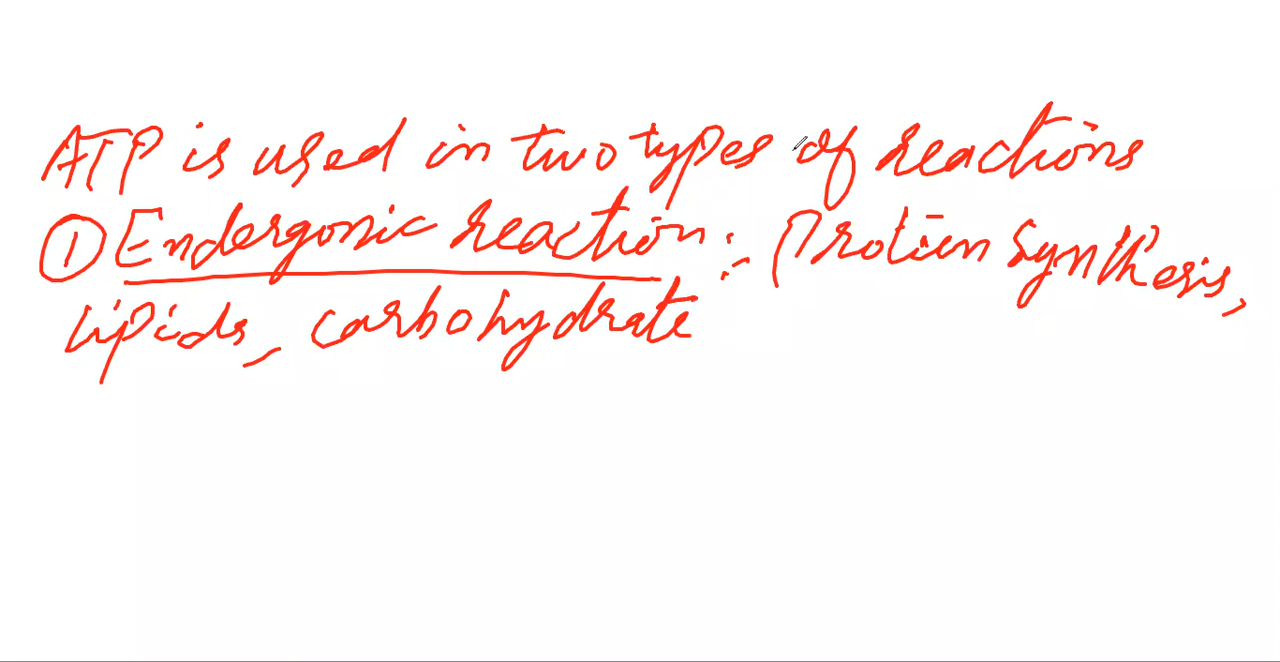 ATP is used in two types of reactions
① Endergonic reaction :- Protien Synthesis,
lipids, carbohydrate